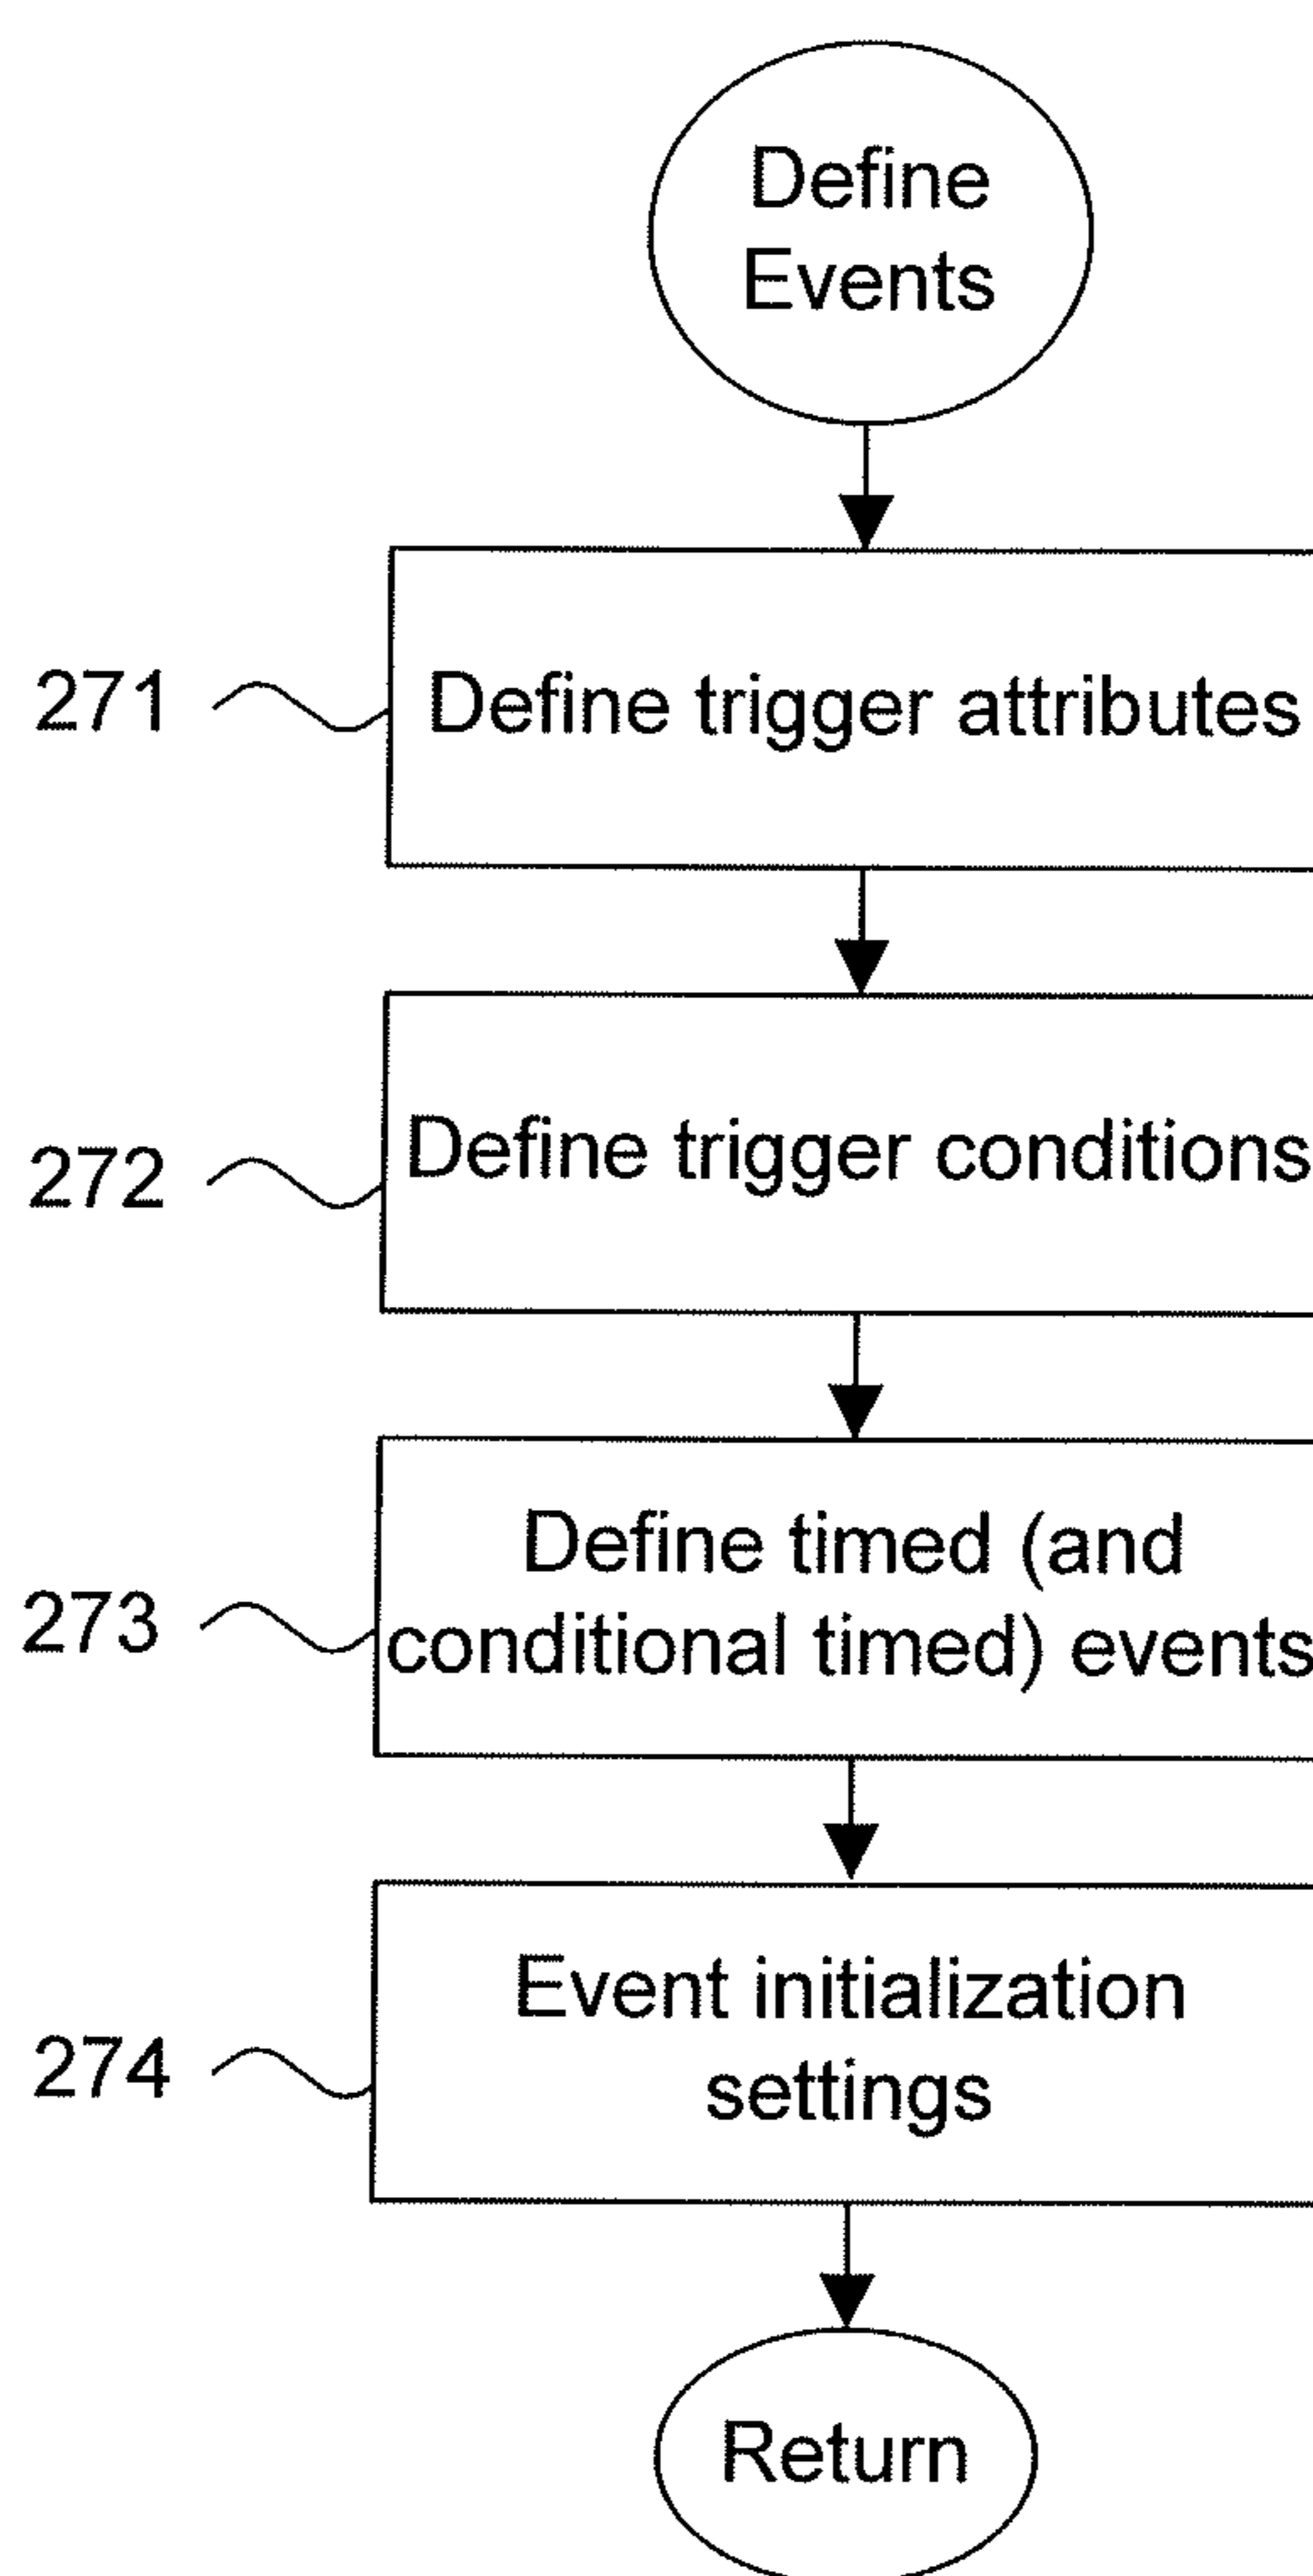 Define
Events
271
Define trigger attributes
272
Define trigger conditions
273
Define timed (and
conditional timed) events
274
Event initialization
settings
Return